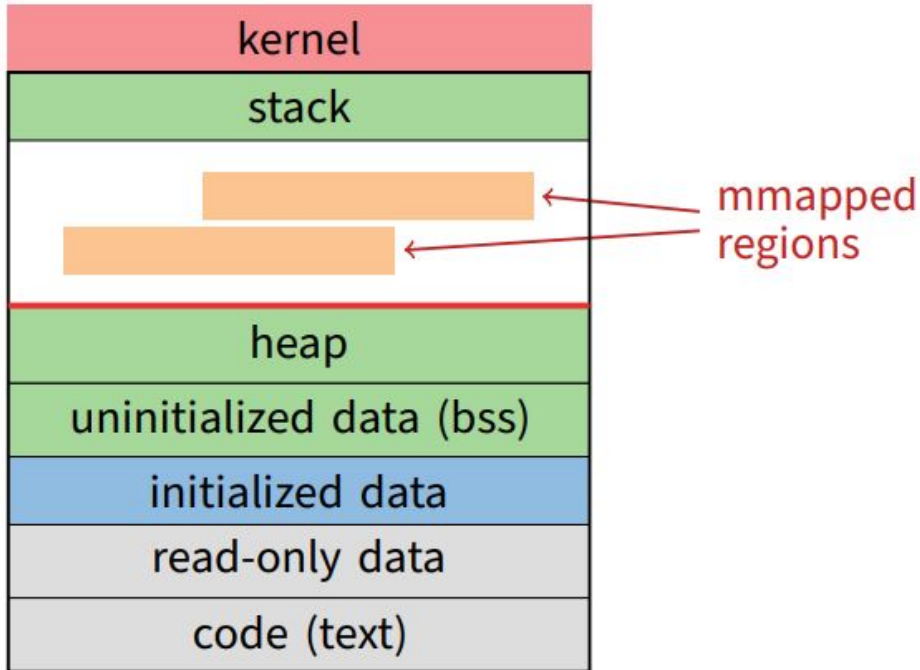 kernel
stack
mmapped
regions
heap
uninitialized data (bss)
initialized data
read-only data
code (text)